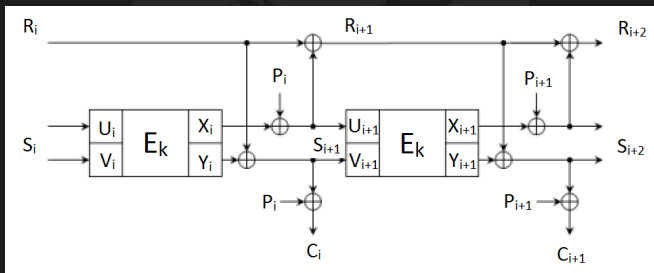 Ri Ri+1 Ri+2
Pi Pi+1
Ui Xi Ui+1 Xi+1
Si Ek Si+1 Ek Si+2
Vi Yi Vi+1 Yi+1
Pi Pi+1
Ci Ci+1